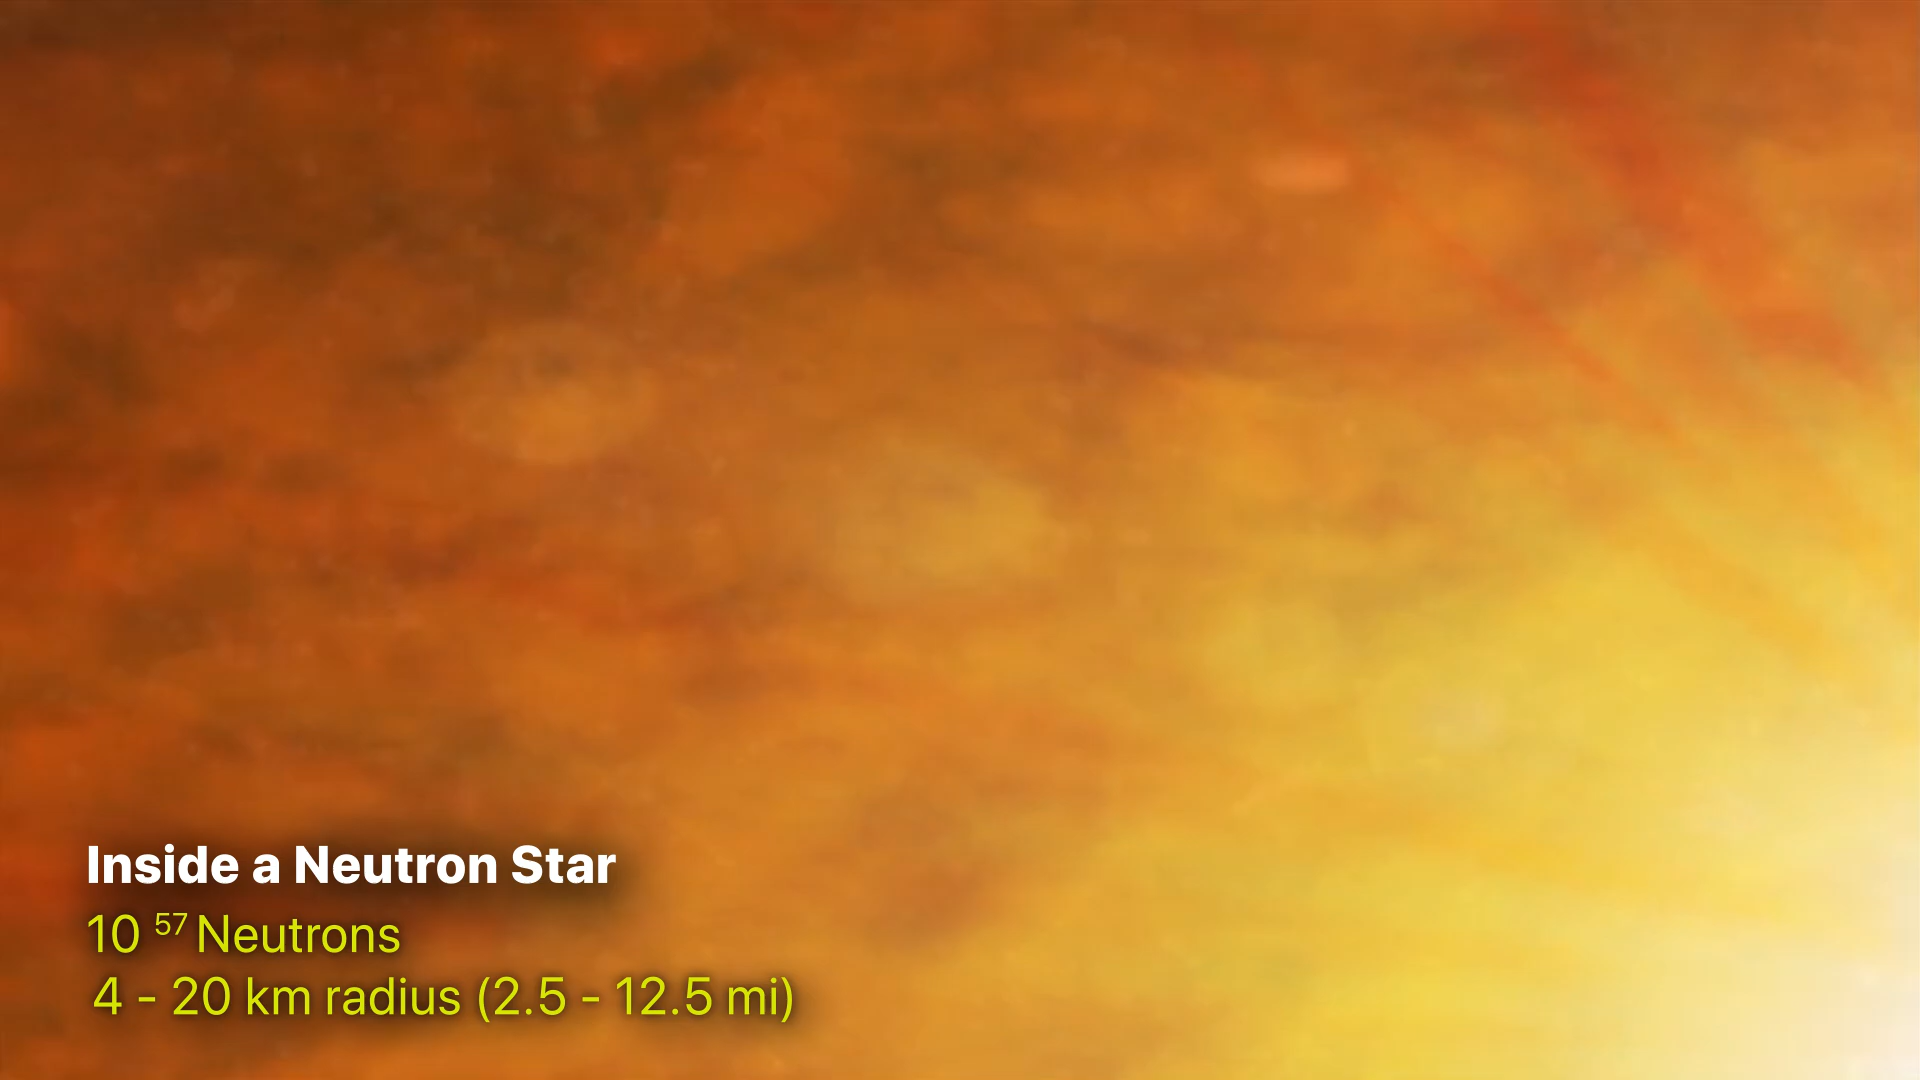 Inside a Neutron Star
10 ⁵⁷ Neutrons
4 - 20 km radius (2.5 - 12.5 mi)